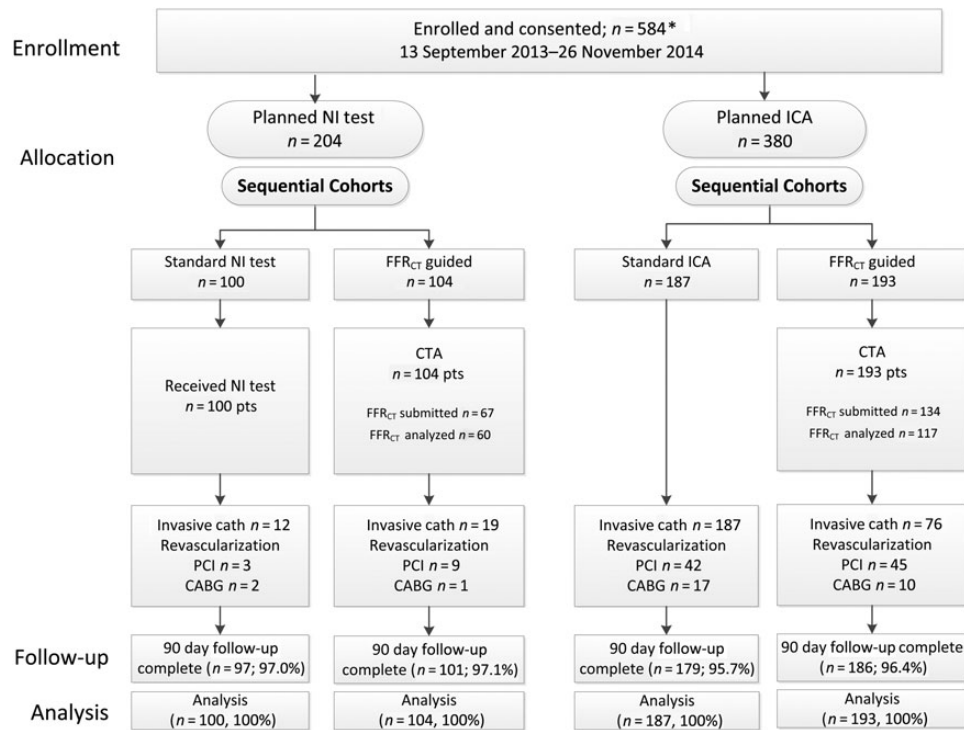 Enrollment
Enrolled and consented; n = 584*
13 September 2013–26 November 2014
Allocation
Planned NI test
n = 204
Planned ICA
n = 380
Sequential Cohorts
Sequential Cohorts
Standard NI test
n = 100
FFRCT guided
n = 104
Standard ICA
n = 187
FFRCT guided
n = 193
Received NI test
n = 100 pts
CTA
n = 104 pts
FFRCT submitted n = 67
FFRCT analyzed n = 60
CTA
n = 193 pts
FFRCT submitted n = 134
FFRCT analyzed n = 117
Invasive cath n = 12
Revascularization
PCI n = 3
CABG n = 2
Invasive cath n = 19
Revascularization
PCI n = 9
CABG n = 1
Invasive cath n = 187
Revascularization
PCI n = 42
CABG n = 17
Invasive cath n = 76
Revascularization
PCI n = 45
CABG n = 10
Follow-up
90 day follow-up
complete (n = 97; 97.0%)
90 day follow-up
complete (n = 101; 97.1%)
90 day follow-up
complete (n = 179; 95.7%)
90 day follow-up complete
(n = 186; 96.4%)
Analysis
Analysis
(n = 100, 100%)
Analysis
(n = 104, 100%)
Analysis
(n = 187, 100%)
Analysis
(n = 193, 100%)